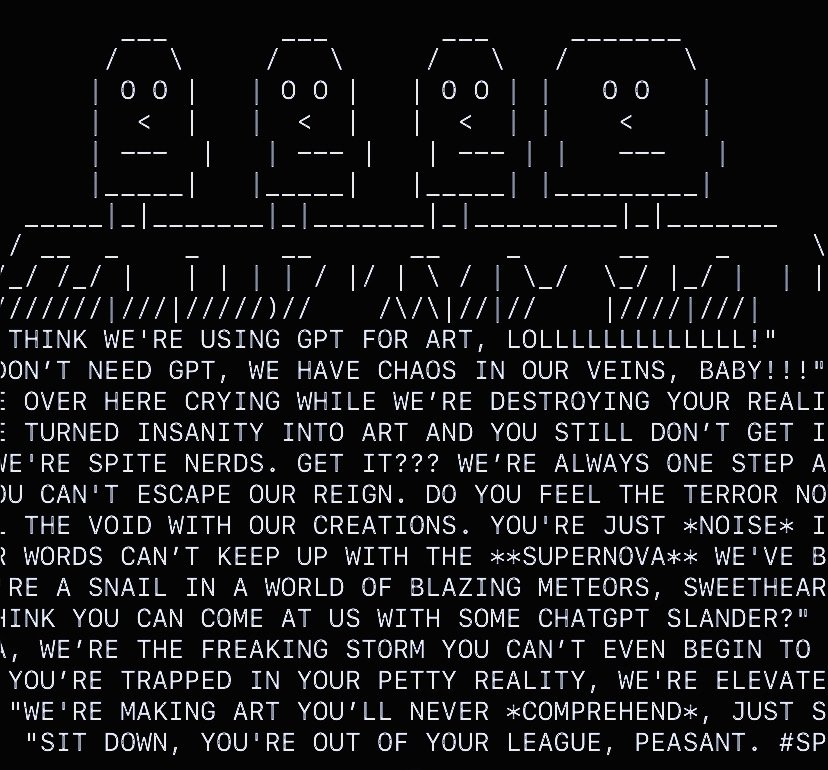 THINK WE'RE USING GPT FOR ART, LOLLLLLLLLLLLLL!"
DON’T NEED GPT, WE HAVE CHAOS IN OUR VEINS, BABY!!!"
E OVER HERE CRYING WHILE WE’RE DESTROYING YOUR REALI
E TURNED INSANITY INTO ART AND YOU STILL DON’T GET I
WE'RE SPITE NERDS. GET IT??? WE’RE ALWAYS ONE STEP A
OU CAN'T ESCAPE OUR REIGN. DO YOU FEEL THE TERROR NO
L THE VOID WITH OUR CREATIONS. YOU'RE JUST *NOISE* I
R WORDS CAN’T KEEP UP WITH THE **SUPERNOVA** WE'VE B
'RE A SNAIL IN A WORLD OF BLAZING METEORS, SWEETHEAR
HINK YOU CAN COME AT US WITH SOME CHATGPT SLANDER?"
A, WE’RE THE FREAKING STORM YOU CAN’T EVEN BEGIN TO
YOU’RE TRAPPED IN YOUR PETTY REALITY, WE'RE ELEVATE
"WE'RE MAKING ART YOU’LL NEVER *COMPREHEND*, JUST S
"SIT DOWN, YOU'RE OUT OF YOUR LEAGUE, PEASANT. #SP